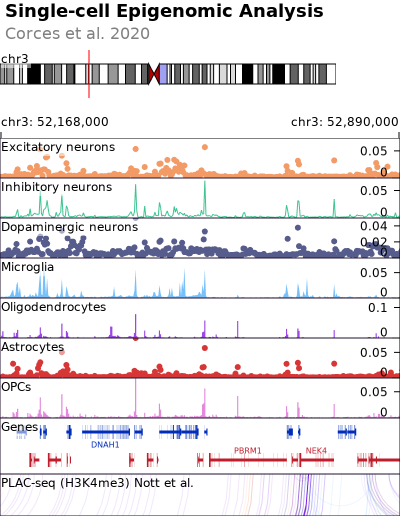 Single-cell Epigenomic Analysis
Corces et al. 2020
chr3
chr3: 52,168,000 chr3: 52,890,000
Excitatory neurons 0.05
0
Inhibitory neurons 0.05
0
Dopaminergic neurons 0.04
0.02
0
Microglia 0.05
0
Oligodendrocytes 0.1
0
Astrocytes 0.05
0
OPCs 0.05
0
Genes
DNAH1
PBRM1 NEK4
PLAC-seq (H3K4me3) Nott et al.